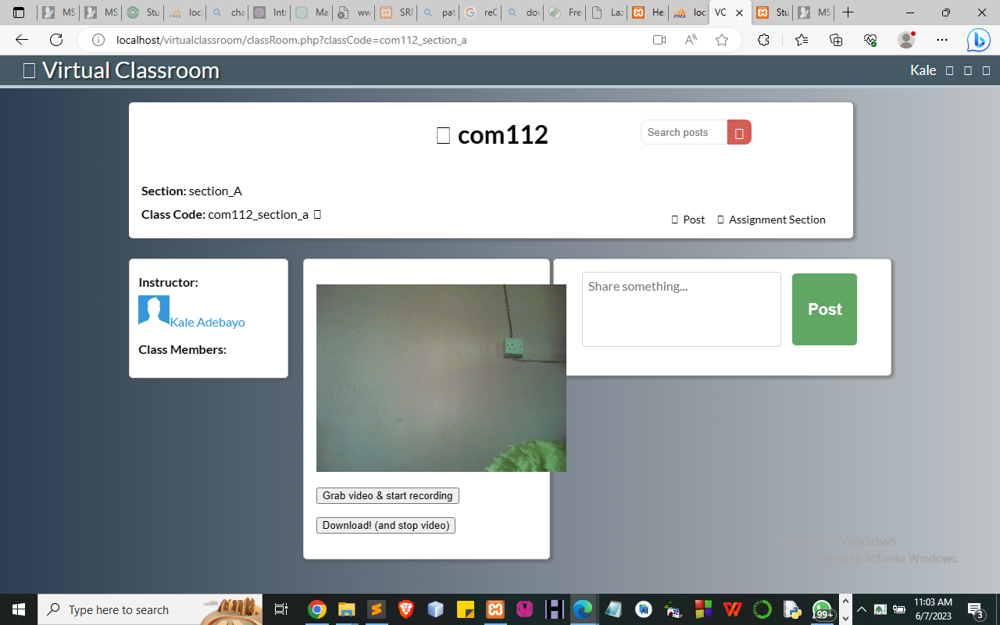 MS
MS
Stu
loc
cha
Intr
Ma
ww
SRI
pat
reC
dov
Fre
Laz
Hea
loc
VC
Stu
MS
localhost/virtualclassroom/classRoom.php?classCode=com112_section_a
Virtual Classroom
Kale
com112
Search posts
Section: section_A
Class Code: com112_section_a
Post
Assignment Section
Instructor:
Kale Adebayo
Class Members:
Share something...
Post
Grab video & start recording
Download! (and stop video)
Activate Windows
Go to Settings to activate Windows.
Type here to search
99+
11:03 AM
6/7/2023
3